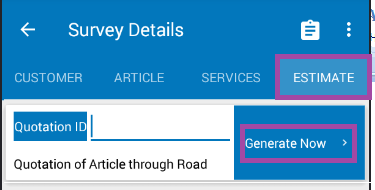 Survey Details
CUSTOMER ARTICLE SERVICES ESTIMATE
Quotation ID
Generate Now
Quotation of Article through Road